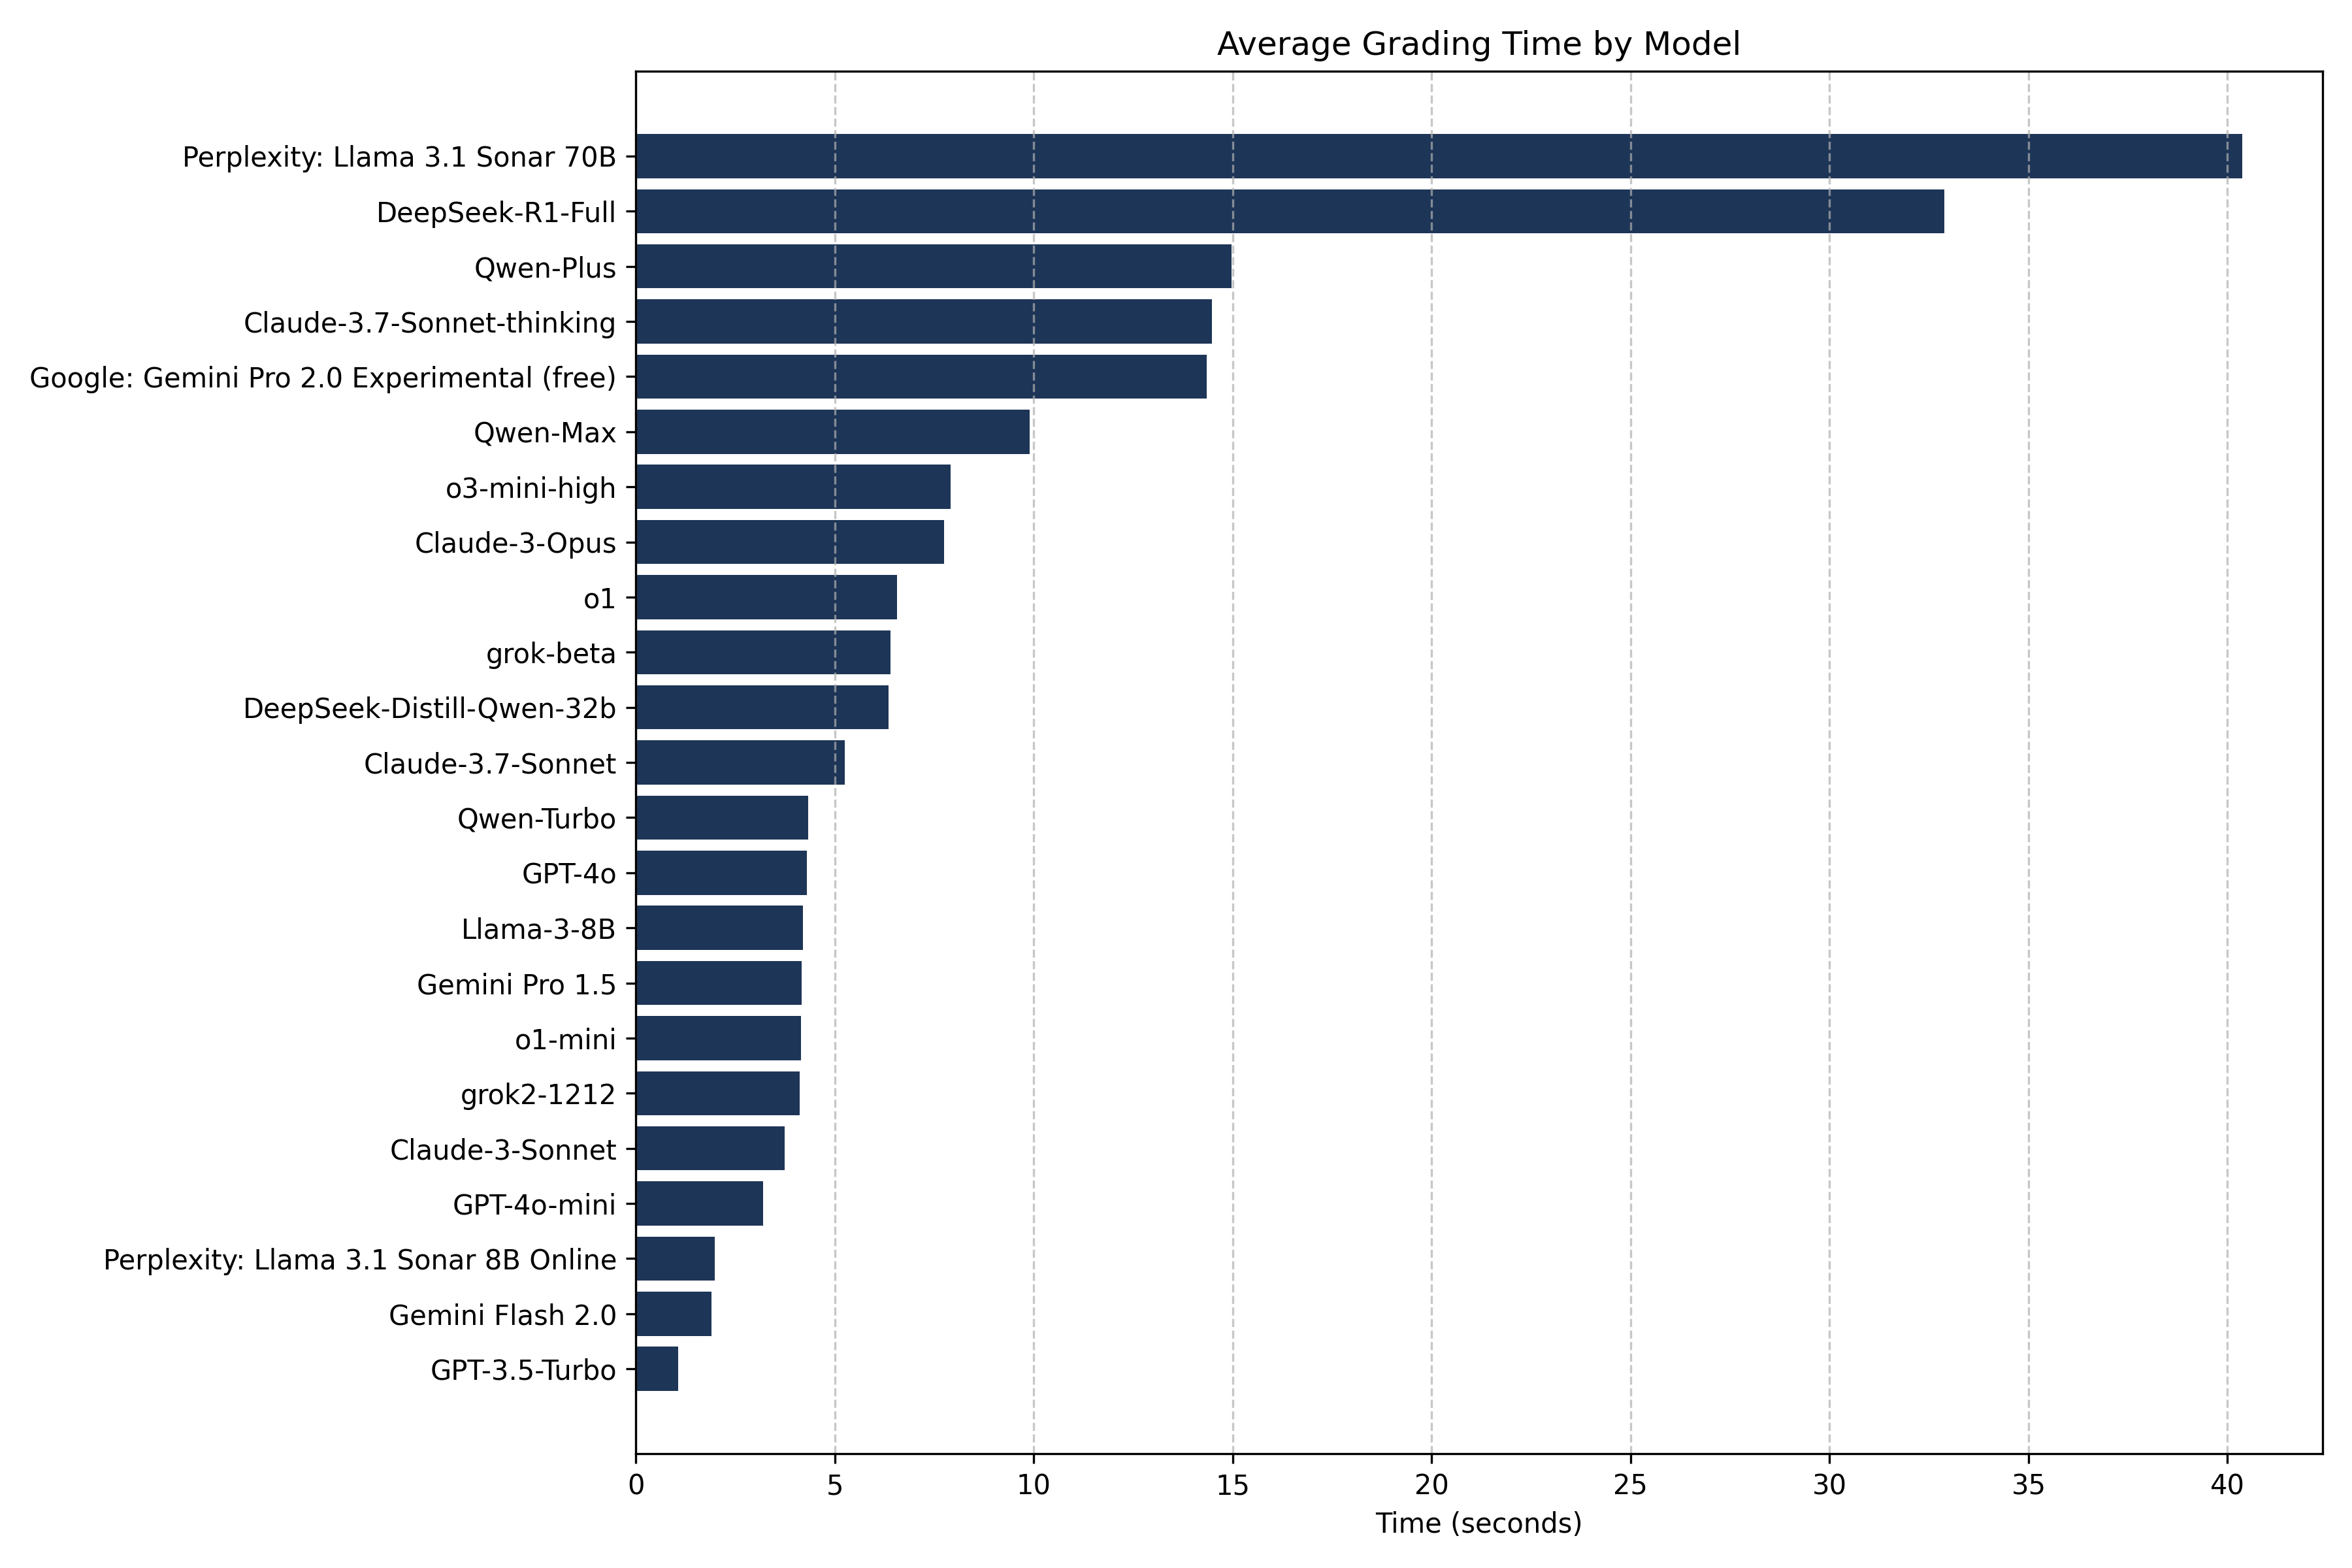 Average Grading Time by Model
Perplexity: Llama 3.1 Sonar 70B
DeepSeek-R1-Full
Qwen-Plus
Claude-3.7-Sonnet-thinking
Google: Gemini Pro 2.0 Experimental (free)
Qwen-Max
o3-mini-high
Claude-3-Opus
o1
grok-beta
DeepSeek-Distill-Qwen-32b
Claude-3.7-Sonnet
Qwen-Turbo
GPT-4o
Llama-3-8B
Gemini Pro 1.5
o1-mini
grok2-1212
Claude-3-Sonnet
GPT-4o-mini
Perplexity: Llama 3.1 Sonar 8B Online
Gemini Flash 2.0
GPT-3.5-Turbo
0 5 10 15 20 25 30 35 40
Time (seconds)